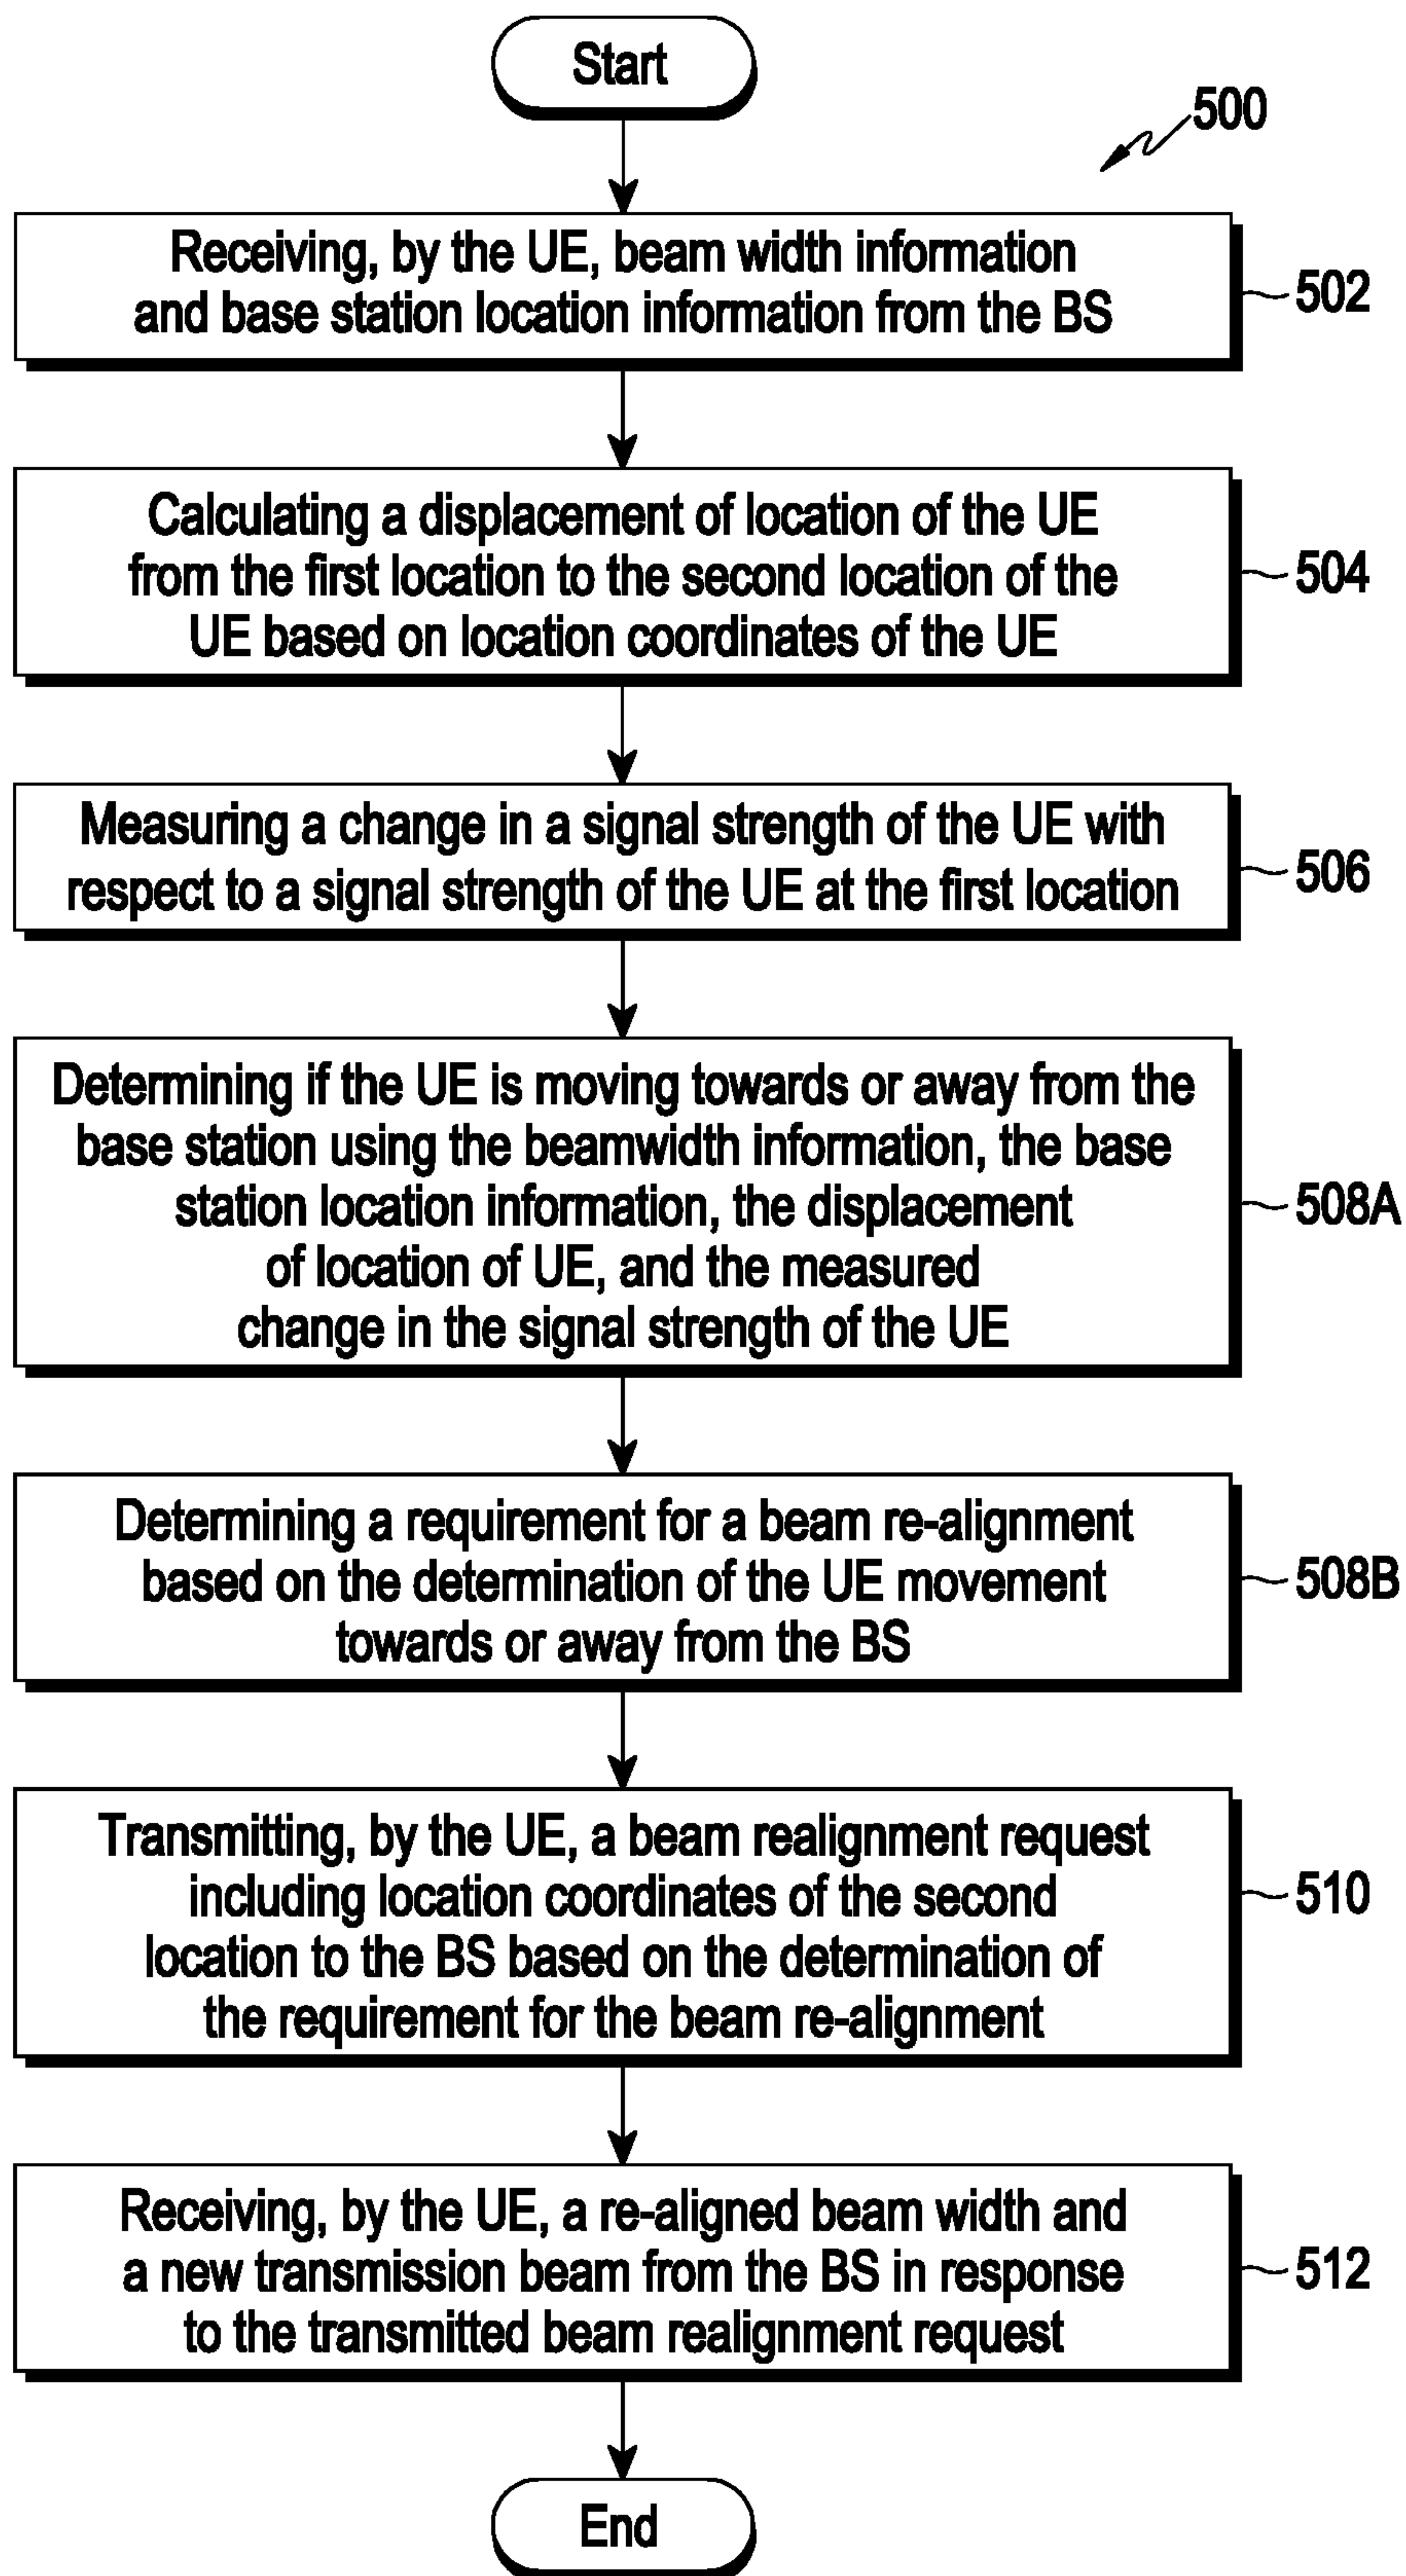 Start
500
Receiving, by the UE, beam width information
and base station location information from the BS
502
Calculating a displacement of location of the UE
from the first location to the second location of the
UE based on location coordinates of the UE
504
Measuring a change in a signal strength of the UE with
respect to a signal strength of the UE at the first location
506
Determining if the UE is moving towards or away from the
base station using the beamwidth information, the base
station location information, the displacement
of location of UE, and the measured
change in the signal strength of the UE
508A
Determining a requirement for a beam re-alignment
based on the determination of the UE movement
towards or away from the BS
508B
Transmitting, by the UE, a beam realignment request
including location coordinates of the second
location to the BS based on the determination of
the requirement for the beam re-alignment
510
Receiving, by the UE, a re-aligned beam width and
a new transmission beam from the BS in response
to the transmitted beam realignment request
512
End